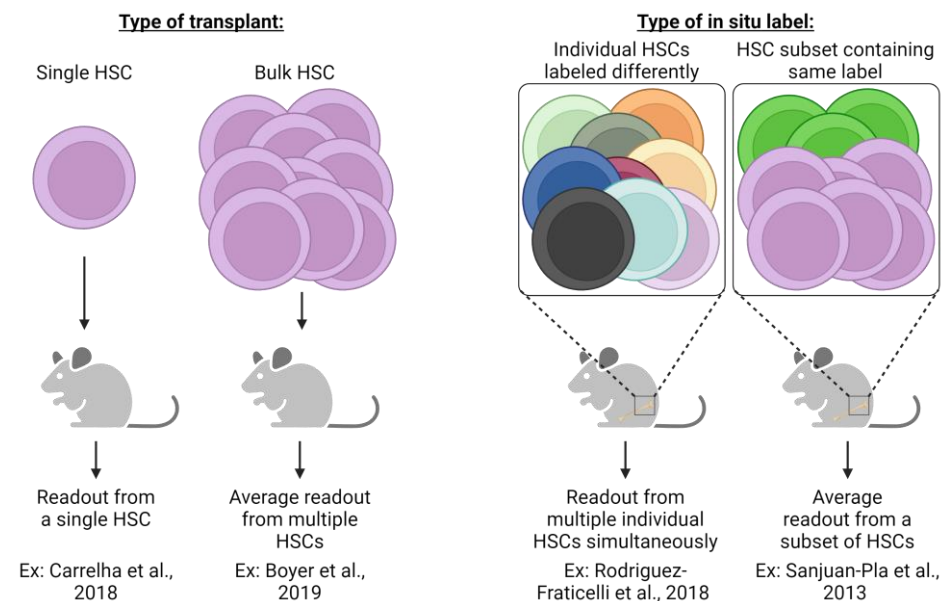 Type of transplant:
Single HSC
Bulk HSC
Readout from
a single HSC
Ex: Carrelha et al.,
2018
Average readout
from multiple
HSCs
Ex: Boyer et al.,
2019
Type of in situ label:
Individual HSCs
labeled differently
HSC subset containing
same label
Readout from
multiple individual
HSCs simultaneously
Ex: Rodriguez-
Fraticelli et al., 2018
Average
readout from a
subset of HSCs
Ex: Sanjuan-Pla et al.,
2013